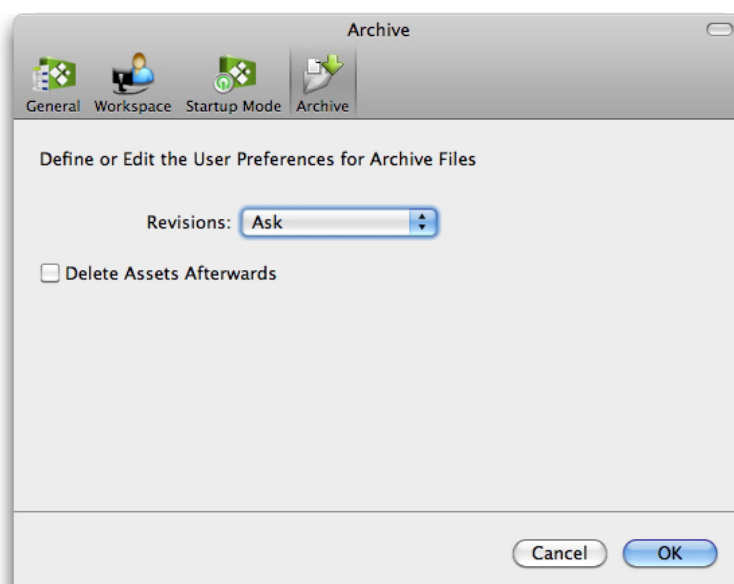 Archive
General Workspace Startup Mode Archive
Define or Edit the User Preferences for Archive Files
Revisions: Ask
Delete Assets Afterwards
Cancel OK